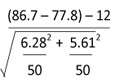 (86.7 − 77.8) − 12
√ 6.28² + 5.61²
50 50